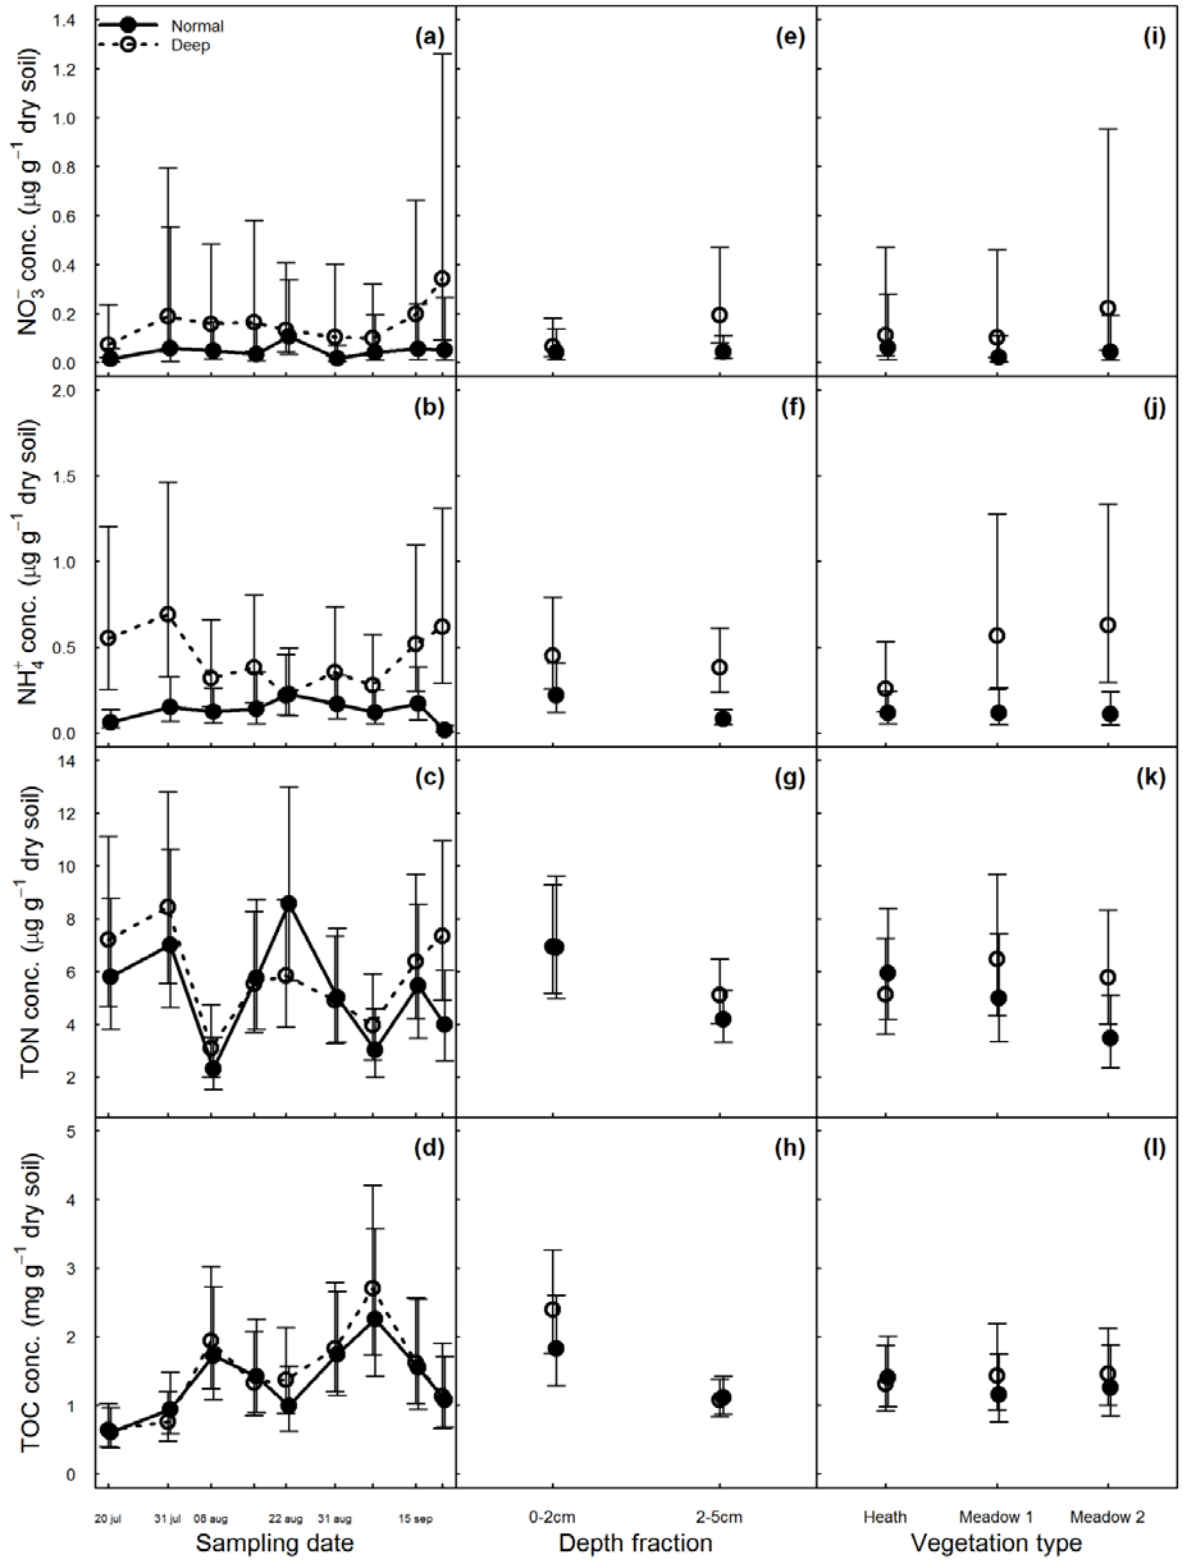 Normal
Deep
(a)
(e)
(i)
1.4
1.2
1.0
0.8
0.6
0.4
0.2
0.0
NO₃⁻ conc. (µg g⁻¹ dry soil)
(b)
(f)
(j)
2.0
1.5
1.0
0.5
0.0
NH₄⁺ conc. (µg g⁻¹ dry soil)
(c)
(g)
(k)
14
12
10
8
6
4
2
TON conc. (µg g⁻¹ dry soil)
(d)
(h)
(l)
5
4
3
2
1
0
TOC conc. (mg g⁻¹ dry soil)
20 jul 31 jul 08 aug 22 aug 31 aug 15 sep
0-2cm 2-5cm
Heath Meadow 1 Meadow 2
Sampling date
Depth fraction
Vegetation type